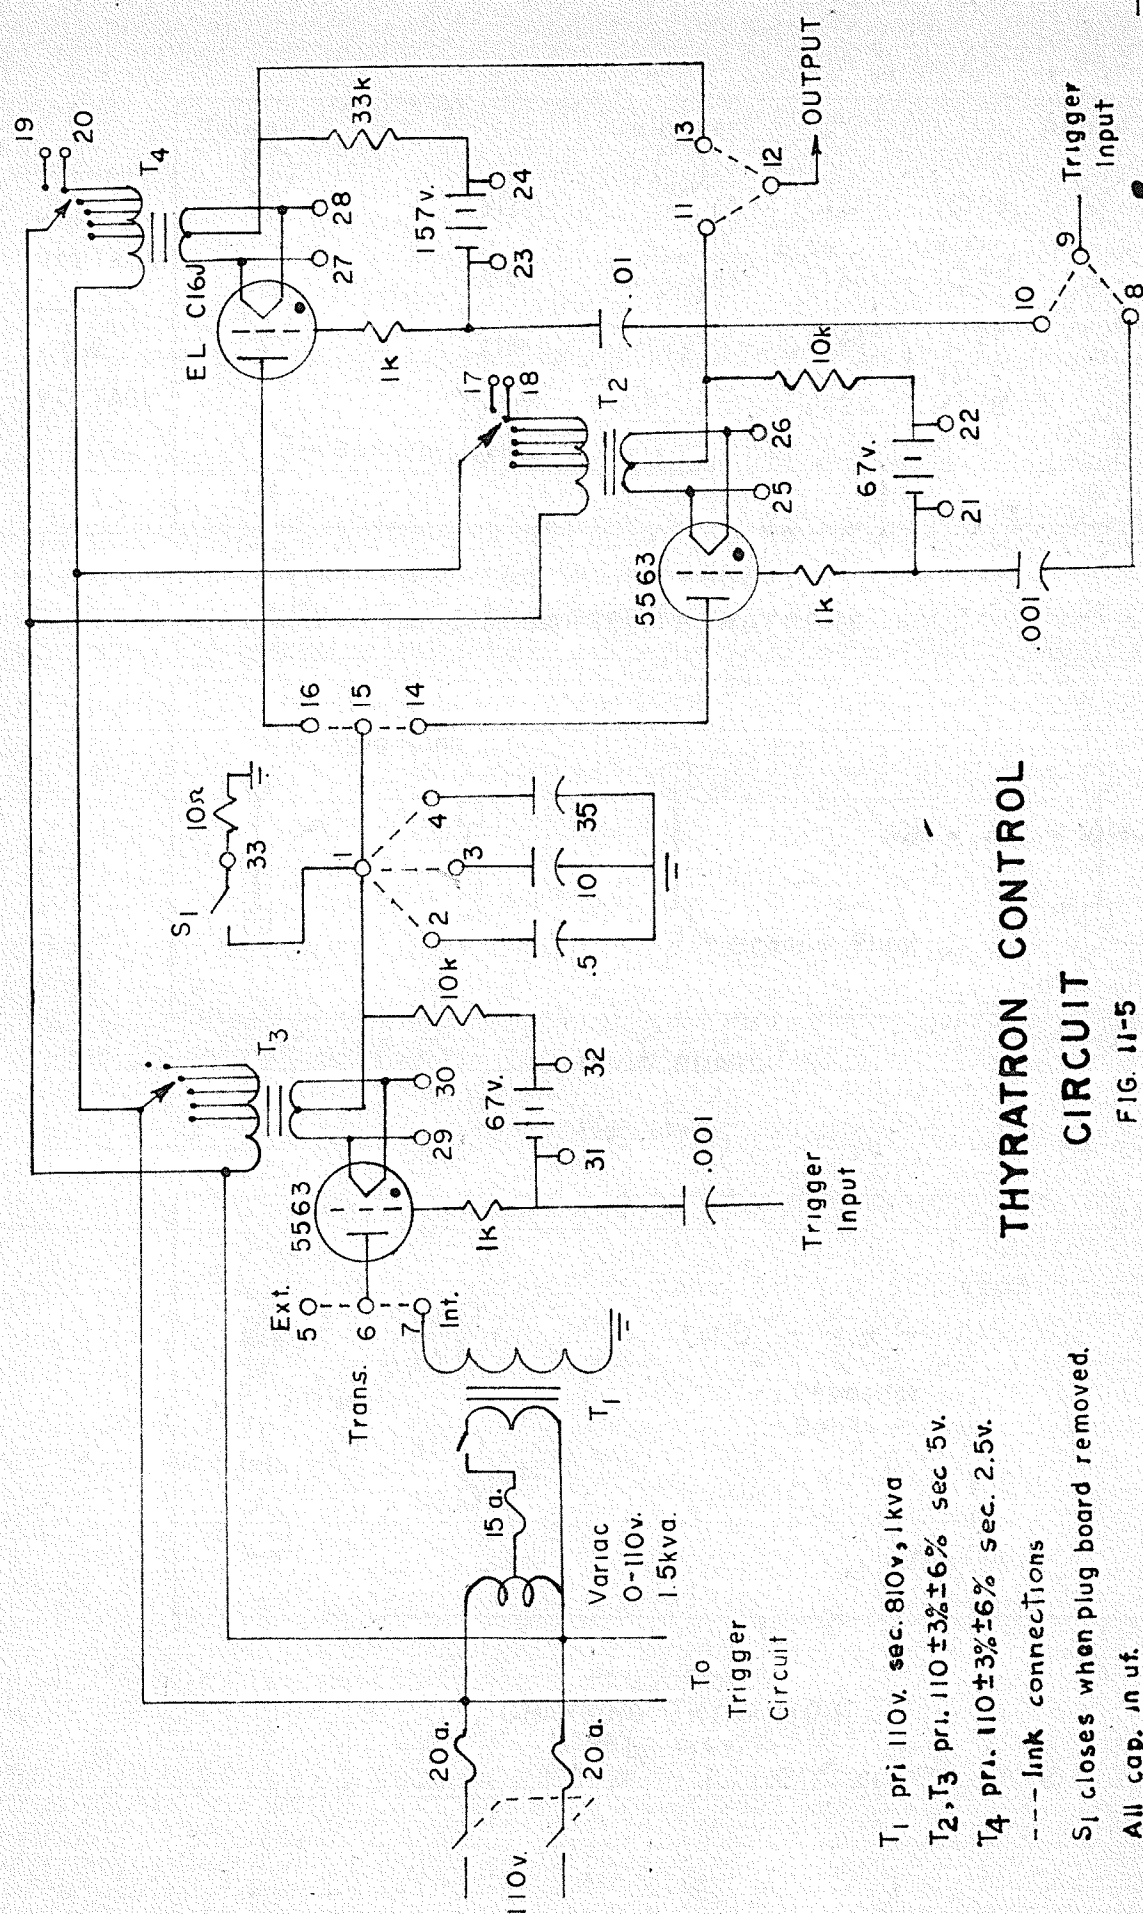 19
20
T4
EL C16J
33k
27
28
157v.
23
24
1k
.01
13
12
11
OUTPUT
17
18
T2
10k
Trigger
Input
10
9
8
5563
25
26
67v.
21
22
1k
.001
16
15
14
S1
10Ω
33
1
2
3
4
.5
10
35
T3
10k
5563
29
30
67v.
31
32
1k
.001
Trigger
Input
Ext.
5
6
7
Int.
Trans.
T1
15a.
Variac
0-110v.
1.5kva.
20a.
20a.
110v.
To
Trigger
Circuit
T1 pri 110v. sec. 810v, 1kva
T2,T3 pri. 110±3%±6% sec 5v.
T4 pri. 110±3%±6% sec. 2.5v.
--- link connections
S1 closes when plug board removed.
All cap. in uf.
THYRATRON CONTROL
CIRCUIT
FIG. 11-5